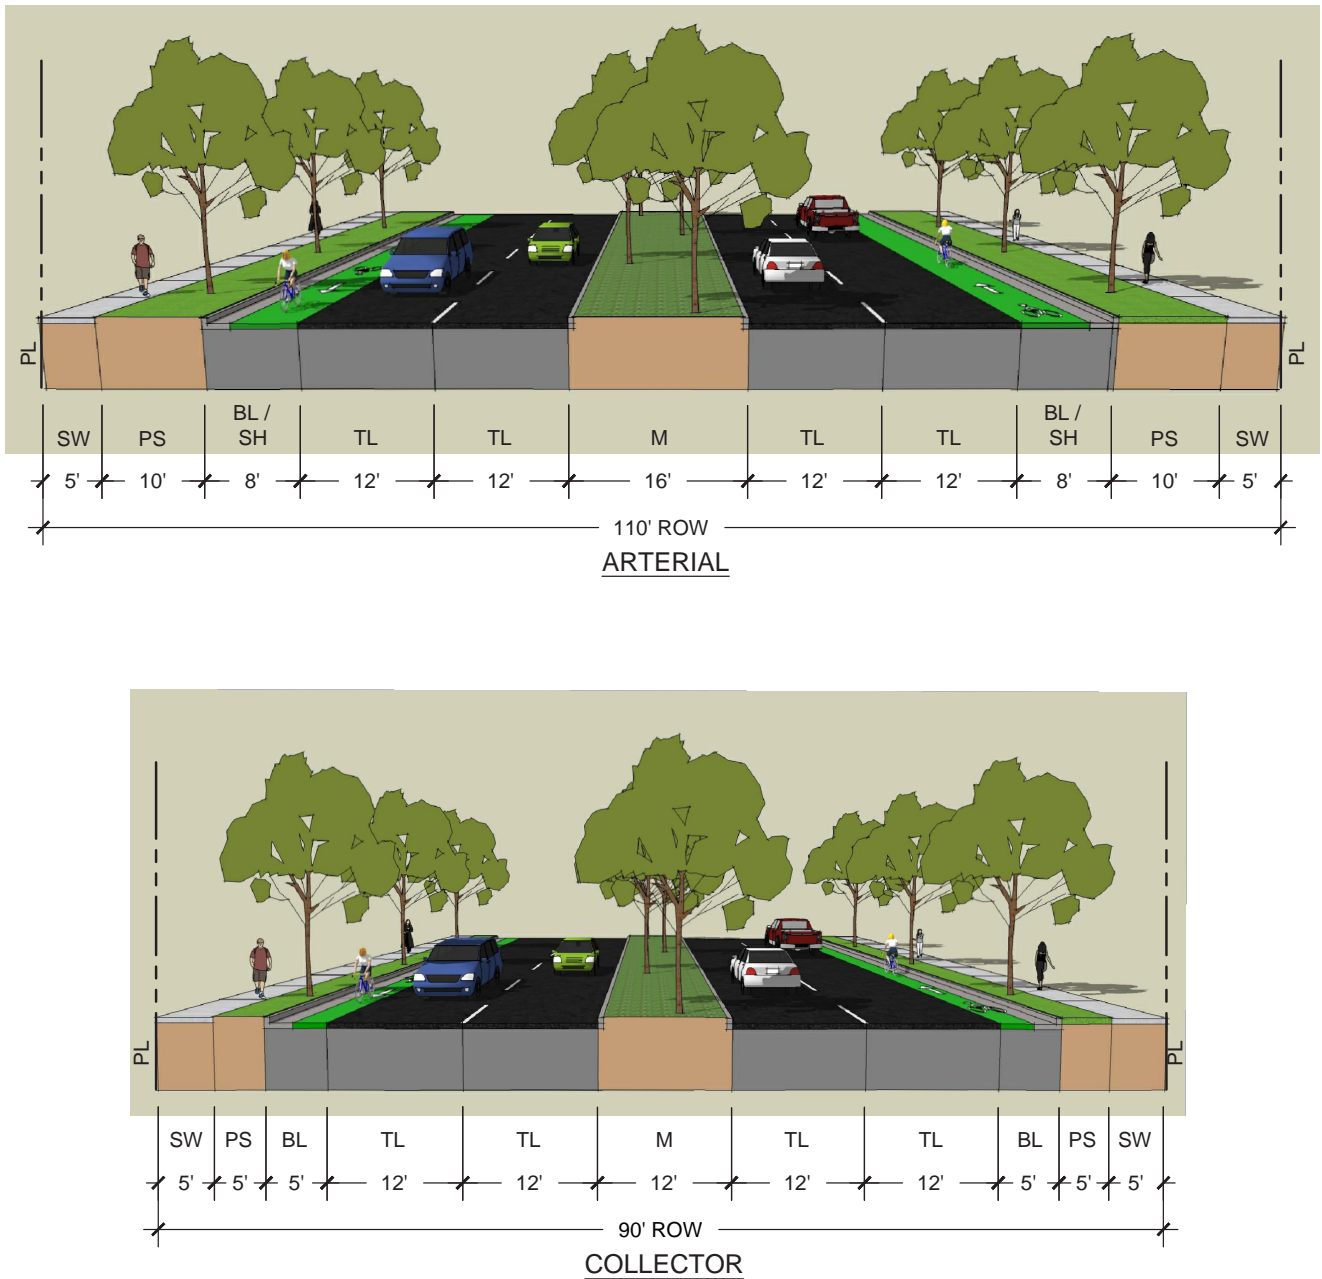 PL PL
BL / BL /
SW PS SH TL TL M TL TL SH PS SW
5' 10' 8' 12' 12' 16' 12' 12' 8' 10' 5'
110' ROW
ARTERIAL
PL PL
SW PS BL TL TL M TL TL BL PS SW
5' 5' 5' 12' 12' 12' 12' 12' 5' 5' 5'
90' ROW
COLLECTOR